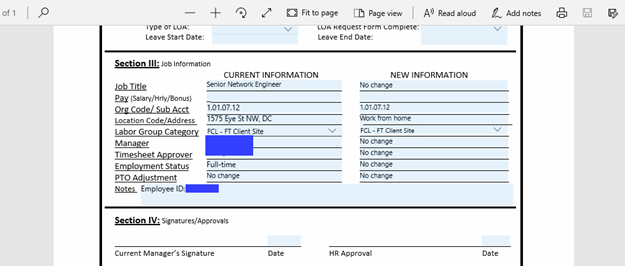 of 1 Fit to page Page view Read aloud Add notes
Type of LOA: LOA Request Form Complete:
Leave Start Date: Leave End Date:
Section III: Job Information
CURRENT INFORMATION NEW INFORMATION
Job Title Senior Network Engineer No change
Pay (Salary/Hrly/Bonus)
Org Code/ Sub Acct 1.01.07.12 1.01.07.12
Location Code/Address 1575 Eye St NW, DC Work from home
Labor Group Category FCL - FT Client Site FCL - FT Client Site
Manager No change
Timesheet Approver No change
Employment Status Full-time No change
PTO Adjustment No change No change
Notes Employee ID:
Section IV: Signatures/Approvals
Current Manager's Signature Date HR Approval Date